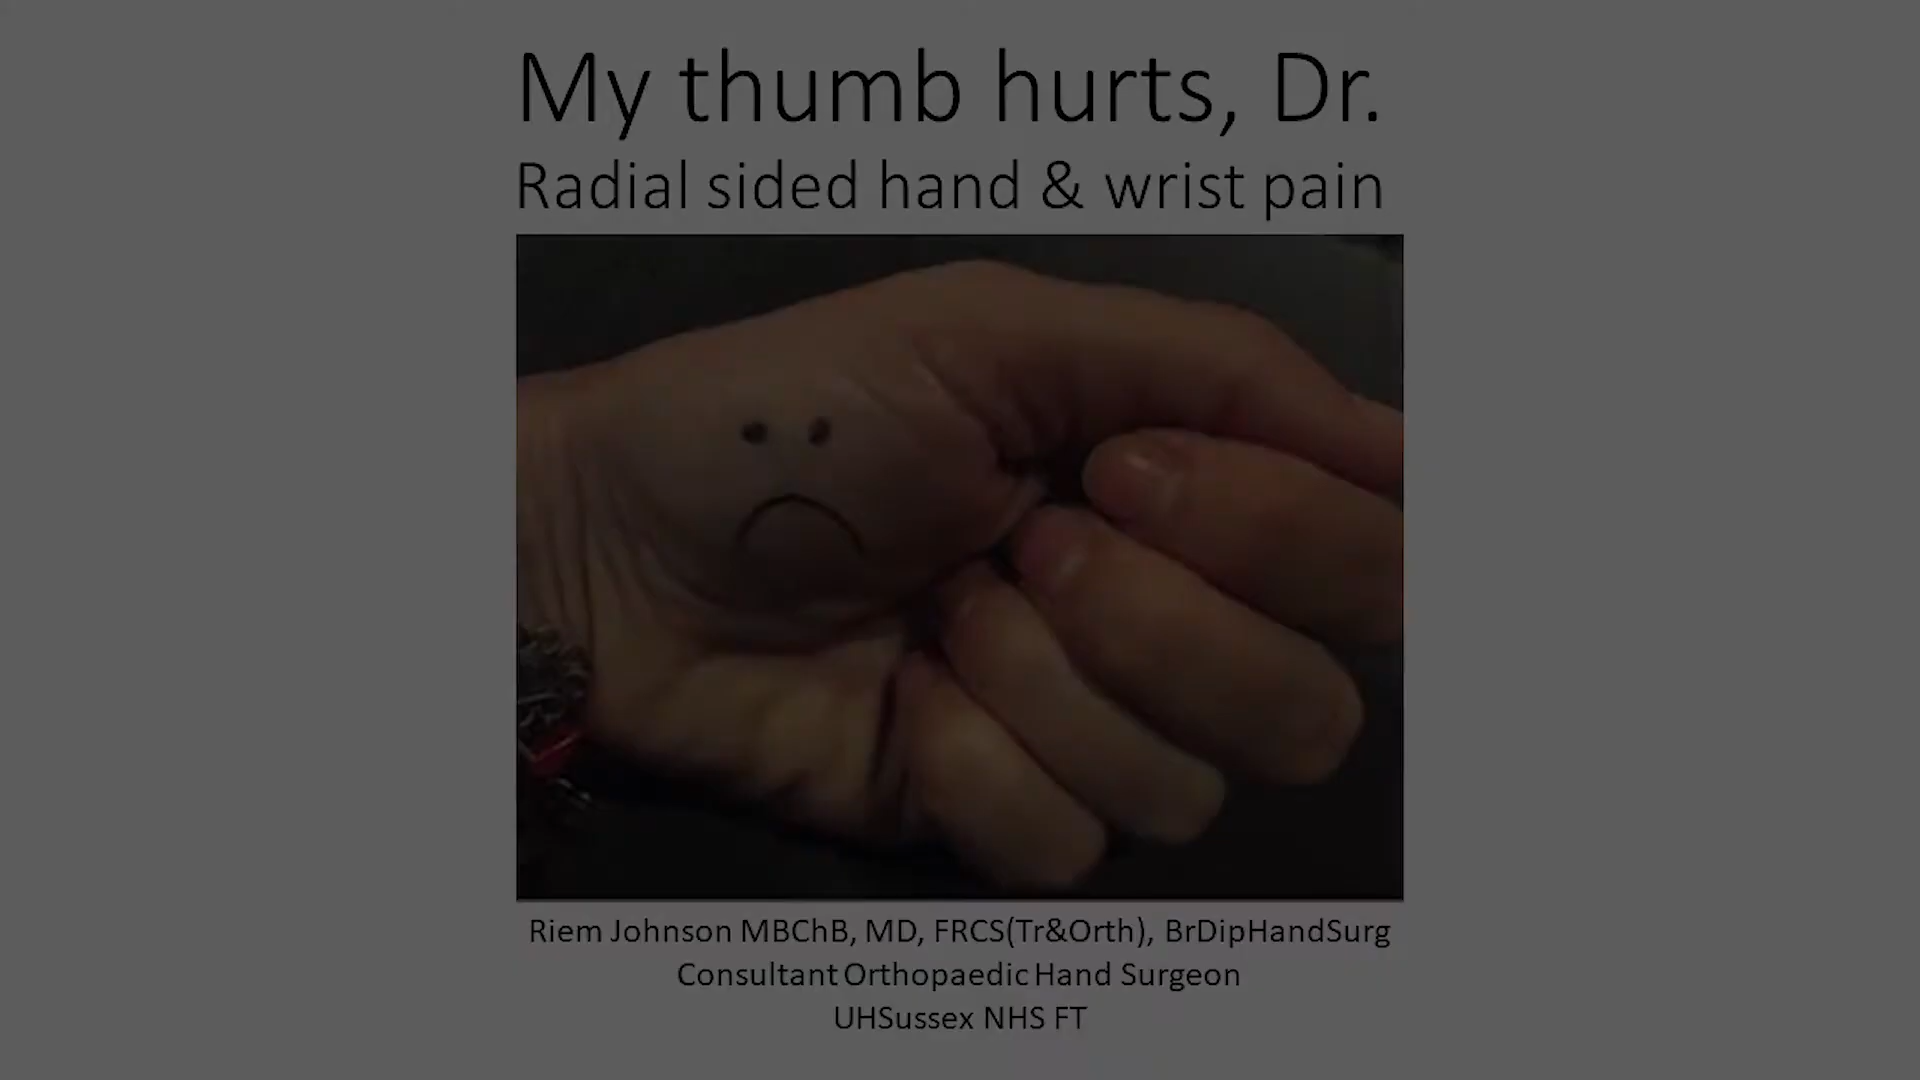 My thumb hurts, Dr.
Radial sided hand & wrist pain
Riem Johnson MBChB, MD, FRCS(Tr&Orth), BrDipHandSurg
Consultant Orthopaedic Hand Surgeon
UHSussex NHS FT